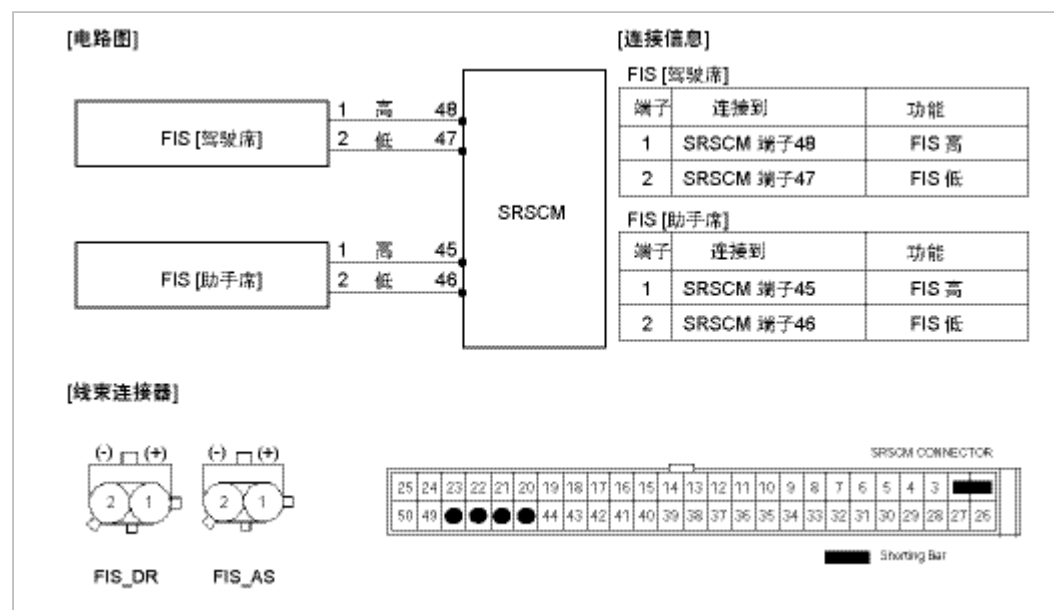 [电路图]
FIS [驾驶席]
1 高 48
2 低 47
FIS [助手席]
1 高 45
2 低 46
SRSCM
[连接信息]
FIS [驾驶席]
端子 连接到 功能
1 SRSCM 端子48 FIS 高
2 SRSCM 端子47 FIS 低
FIS [助手席]
端子 连接到 功能
1 SRSCM 端子45 FIS 高
2 SRSCM 端子46 FIS 低
[线束连接器]
(-) (+)
2 1
FIS_DR
(-) (+)
2 1
FIS_AS
SRSCM CONNECTOR
25 24 23 22 21 20 19 18 17 16 15 14 13 12 11 10 9 8 7 6 5 4 3
50 49 44 43 42 41 40 39 38 37 36 35 34 33 32 31 30 29 28 27 26
Shorting Bar